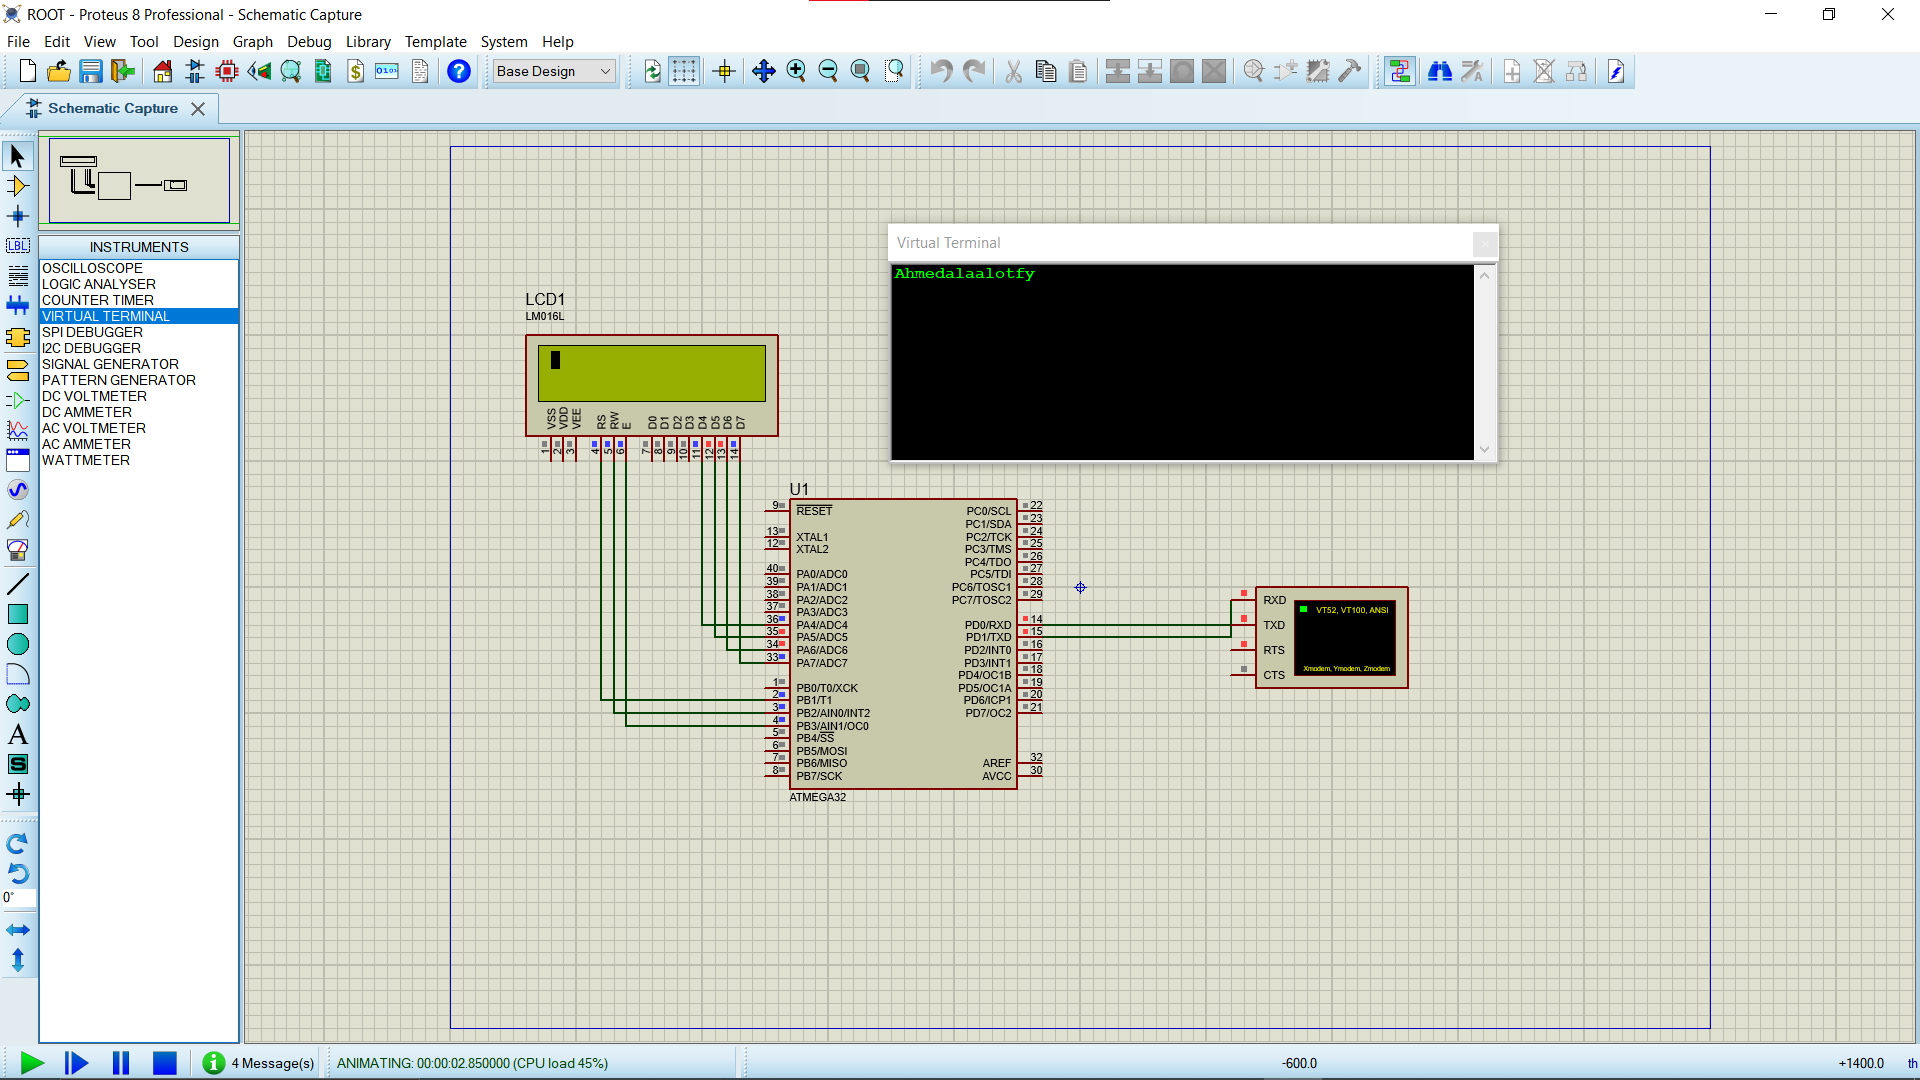 ROOT - Proteus 8 Professional - Schematic Capture
File Edit View Tool Design Graph Debug Library Template System Help
Base Design
Schematic Capture
INSTRUMENTS
OSCILLOSCOPE
LOGIC ANALYSER
COUNTER TIMER
VIRTUAL TERMINAL
SPI DEBUGGER
I2C DEBUGGER
SIGNAL GENERATOR
PATTERN GENERATOR
DC VOLTMETER
DC AMMETER
AC VOLTMETER
AC AMMETER
WATTMETER
LBL
A
S
0°
Virtual Terminal
Ahmedalaalotfy
LCD1
LM016L
VSS VDD VEE RS RW E D0 D1 D2 D3 D4 D5 D6 D7
1 2 3 4 5 6 7 8 9 10 11 12 13 14
U1
9 RESET PC0/SCL 22
PC1/SDA 23
13 XTAL1 PC2/TCK 24
12 XTAL2 PC3/TMS 25
PC4/TDO 26
40 PA0/ADC0 PC5/TDI 27
39 PA1/ADC1 PC6/TOSC1 28
38 PA2/ADC2 PC7/TOSC2 29
37 PA3/ADC3
36 PA4/ADC4 PD0/RXD 14
35 PA5/ADC5 PD1/TXD 15
34 PA6/ADC6 PD2/INT0 16
33 PA7/ADC7 PD3/INT1 17
PD4/OC1B 18
1 PB0/T0/XCK PD5/OC1A 19
2 PB1/T1 PD6/ICP1 20
3 PB2/AIN0/INT2 PD7/OC2 21
4 PB3/AIN1/OC0
5 PB4/SS
6 PB5/MOSI
7 PB6/MISO AREF 32
8 PB7/SCK AVCC 30
ATMEGA32
RXD
TXD
RTS
CTS
VT52, VT100, ANSI
Xmodem, Ymodem, Zmodem
4 Message(s) ANIMATING: 00:00:02.850000 (CPU load 45%) -600.0 +1400.0 th